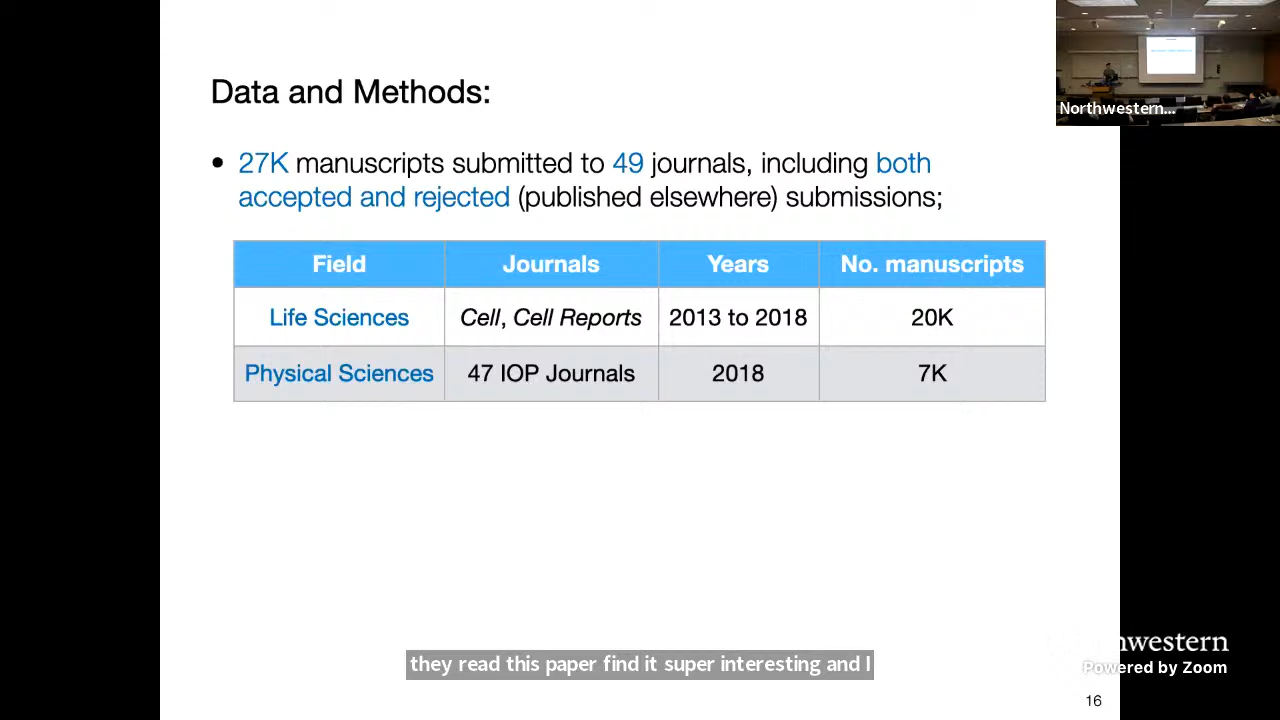 Data and Methods:
• 27K manuscripts submitted to 49 journals, including both
accepted and rejected (published elsewhere) submissions;
Field Journals Years No. manuscripts
Life Sciences Cell, Cell Reports 2013 to 2018 20K
Physical Sciences 47 IOP Journals 2018 7K
Northwestern...
they read this paper find it super interesting and I
hwestern
Powered by Zoom
16